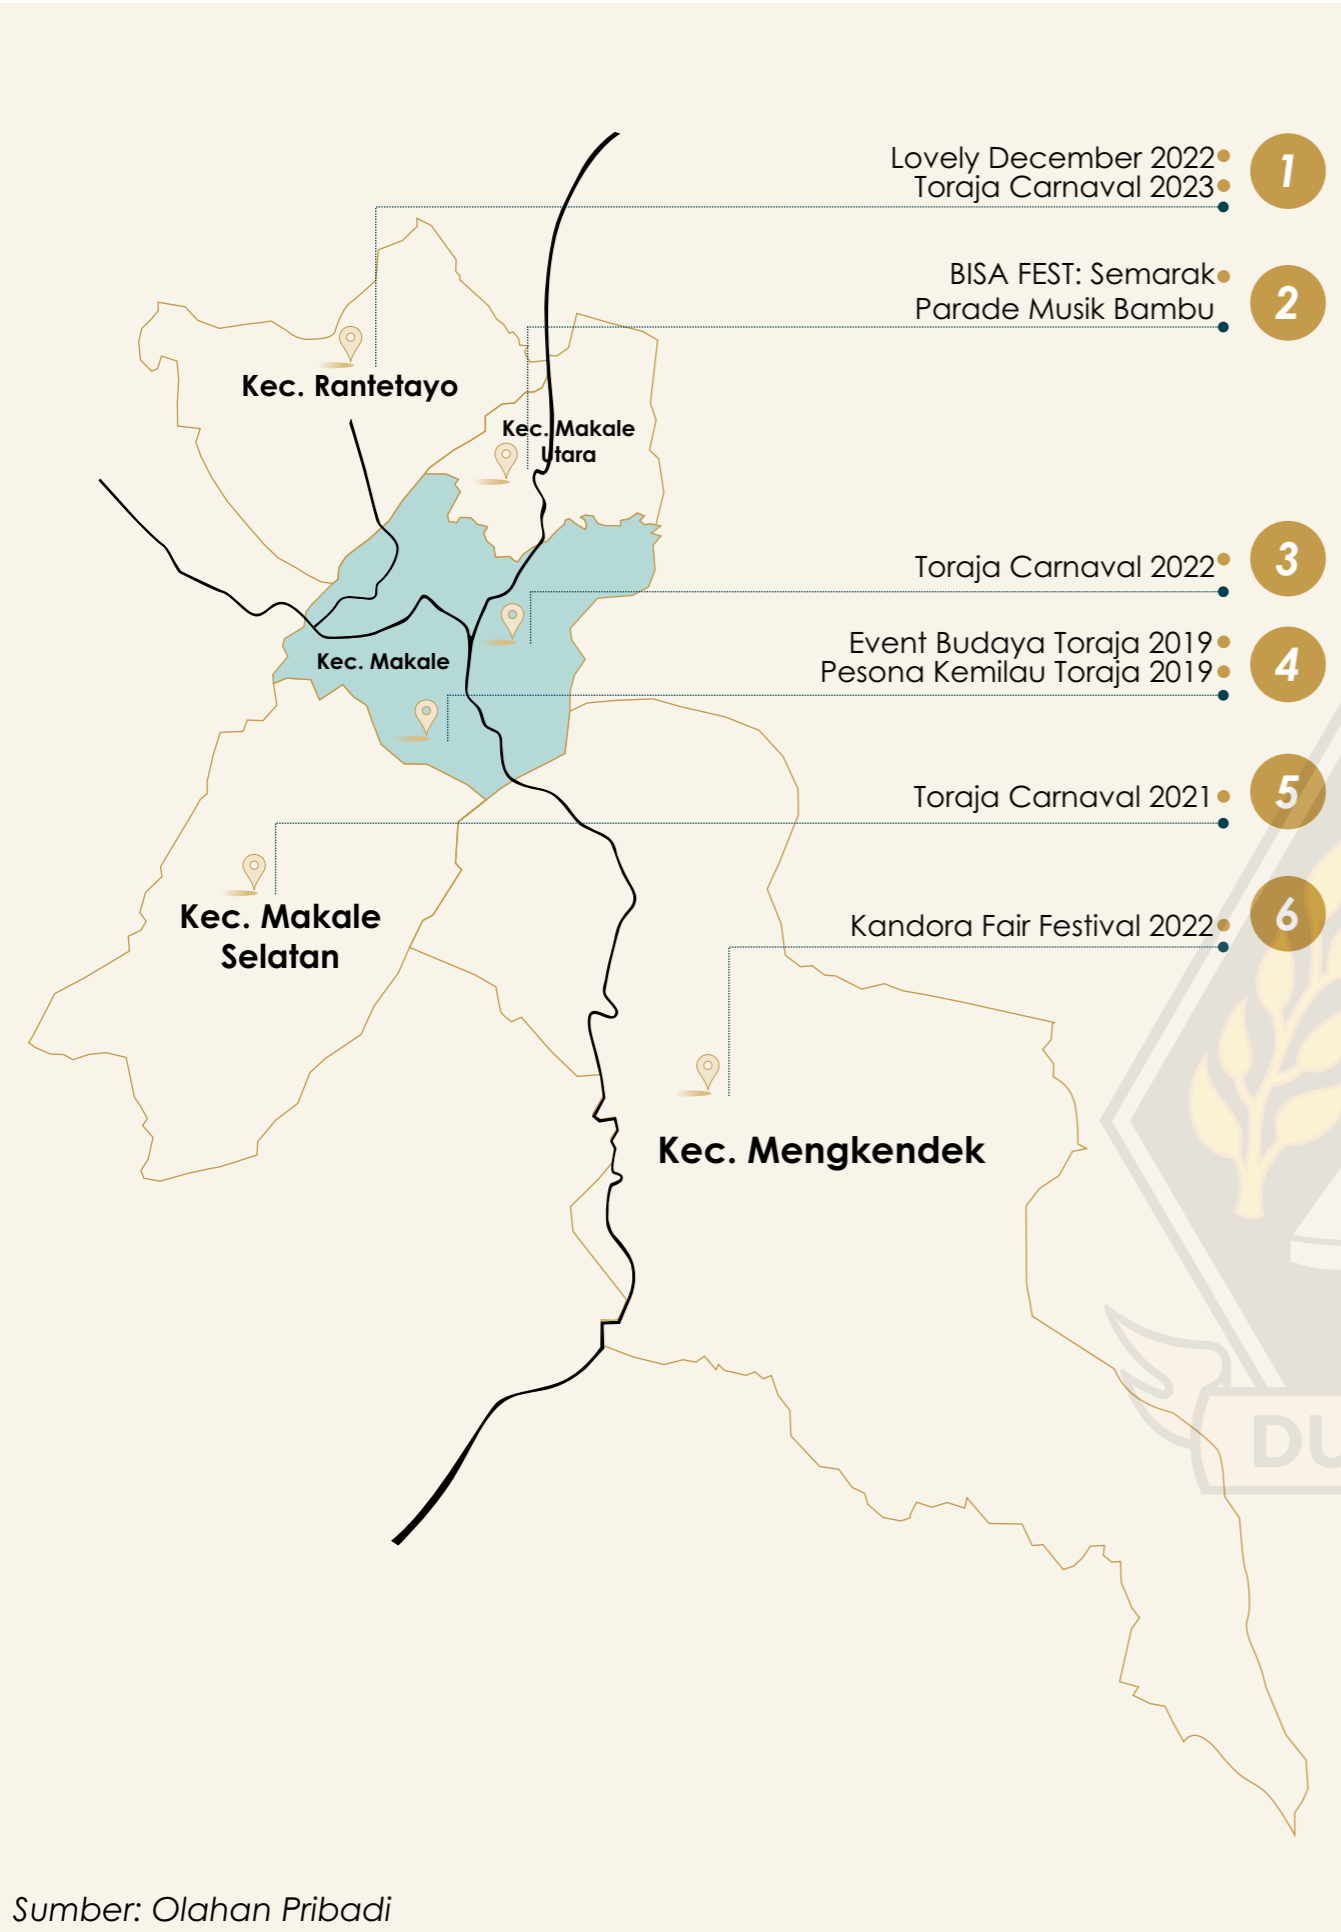 Lovely December 2022
Toraja Carnaval 2023
1
BISA FEST: Semarak
Parade Musik Bambu
2
Kec. Rantetayo
Kec. Makale
Utara
Toraja Carnaval 2022
3
Event Budaya Toraja 2019
Pesona Kemilau Toraja 2019
4
Kec. Makale
Toraja Carnaval 2021
5
Kec. Makale
Selatan
Kandora Fair Festival 2022
6
Kec. Mengkendek
DU
Sumber: Olahan Pribadi